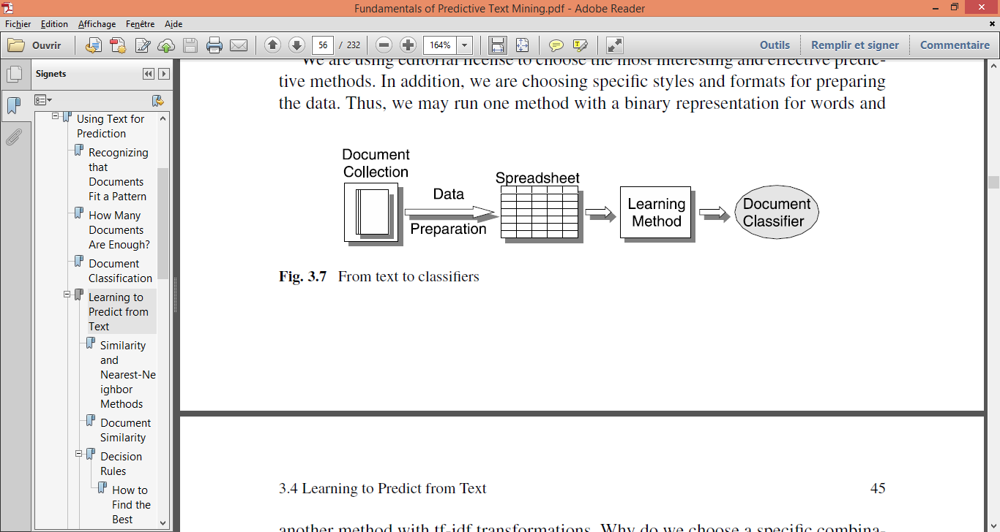 Fundamentals of Predictive Text Mining.pdf - Adobe Reader
Fichier Edition Affichage Fenêtre Aide
Ouvrir
56 / 232
164%
Outils
Remplir et signer
Commentaire
Signets
Using Text for
Prediction
Recognizing
that
Documents
Fit a Pattern
How Many
Documents
Are Enough?
Document
Classification
Learning to
Predict from
Text
Similarity
and
Nearest-Ne
ighbor
Methods
Document
Similarity
Decision
Rules
How to
Find the
Best
We are using editorial license to choose the most interesting and effective predic-
tive methods. In addition, we are choosing specific styles and formats for preparing
the data. Thus, we may run one method with a binary representation for words and
Document
Collection
Data
Preparation
Spreadsheet
Learning
Method
Document
Classifier
Fig. 3.7 From text to classifiers
3.4 Learning to Predict from Text 45
another method with tf-idf transformations. Why do we choose a specific combina-